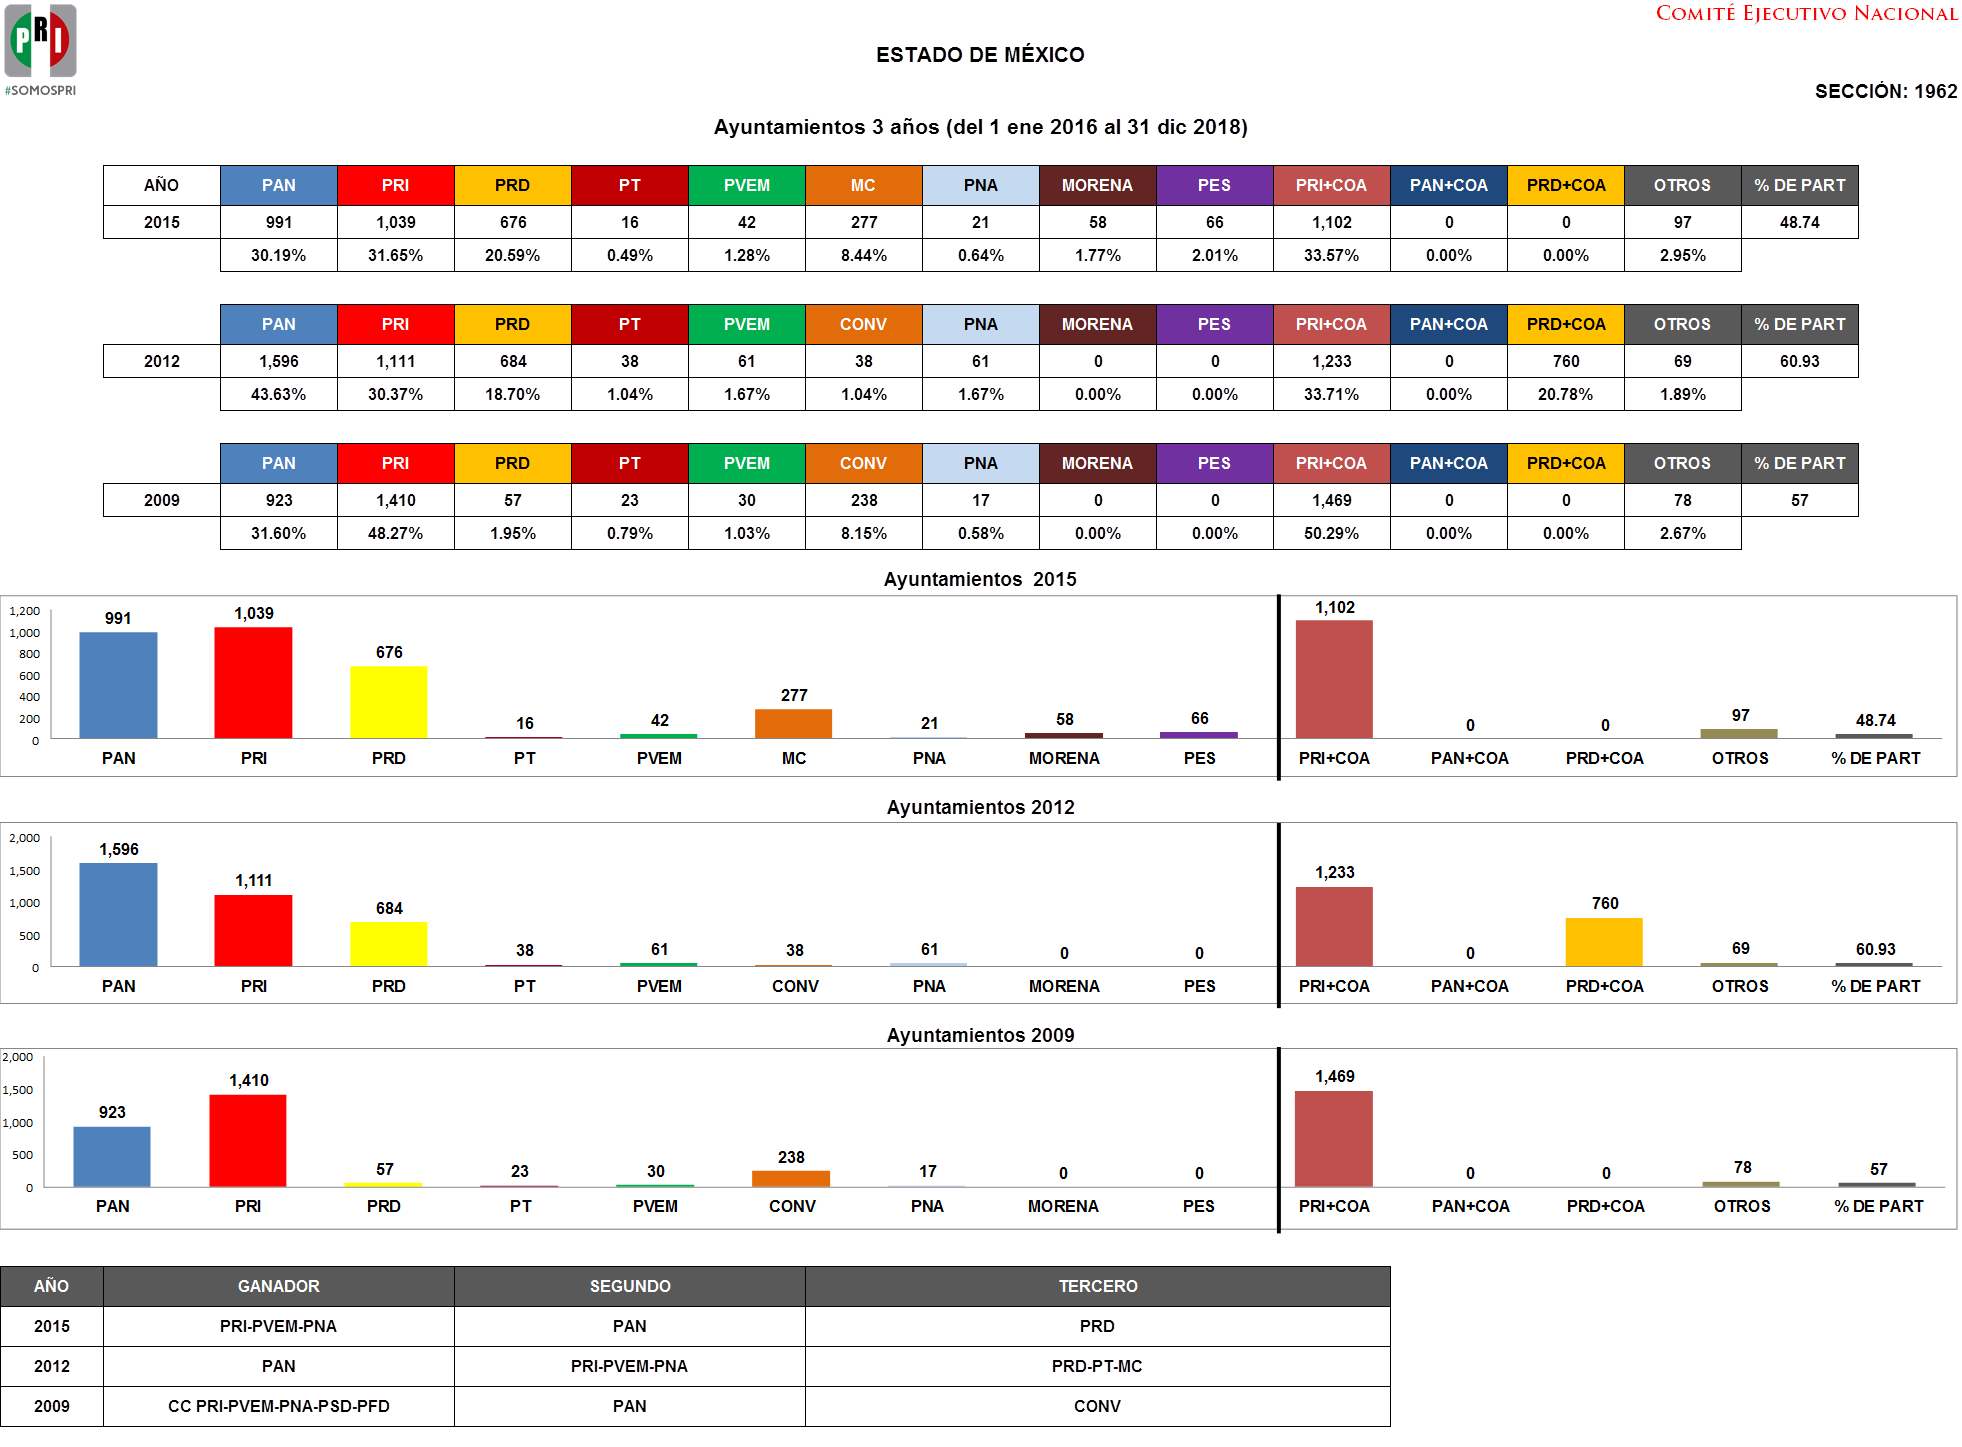 PRI
#SOMOSPRI
COMITÉ EJECUTIVO NACIONAL
ESTADO DE MÉXICO
SECCIÓN: 1962
Ayuntamientos 3 años (del 1 ene 2016 al 31 dic 2018)
AÑO PAN PRI PRD PT PVEM MC PNA MORENA PES PRI+COA PAN+COA PRD+COA OTROS % DE PART
2015 991 1,039 676 16 42 277 21 58 66 1,102 0 0 97 48.74
30.19% 31.65% 20.59% 0.49% 1.28% 8.44% 0.64% 1.77% 2.01% 33.57% 0.00% 0.00% 2.95%
PAN PRI PRD PT PVEM CONV PNA MORENA PES PRI+COA PAN+COA PRD+COA OTROS % DE PART
2012 1,596 1,111 684 38 61 38 61 0 0 1,233 0 760 69 60.93
43.63% 30.37% 18.70% 1.04% 1.67% 1.04% 1.67% 0.00% 0.00% 33.71% 0.00% 20.78% 1.89%
PAN PRI PRD PT PVEM CONV PNA MORENA PES PRI+COA PAN+COA PRD+COA OTROS % DE PART
2009 923 1,410 57 23 30 238 17 0 0 1,469 0 0 78 57
31.60% 48.27% 1.95% 0.79% 1.03% 8.15% 0.58% 0.00% 0.00% 50.29% 0.00% 0.00% 2.67%
Ayuntamientos 2015
1,200
1,000
800
600
400
200
0
991 1,039 676 16 42 277 21 58 66 1,102 0 0 97 48.74
PAN PRI PRD PT PVEM MC PNA MORENA PES PRI+COA PAN+COA PRD+COA OTROS % DE PART
Ayuntamientos 2012
2,000
1,500
1,000
500
0
1,596 1,111 684 38 61 38 61 0 0 1,233 0 760 69 60.93
PAN PRI PRD PT PVEM CONV PNA MORENA PES PRI+COA PAN+COA PRD+COA OTROS % DE PART
Ayuntamientos 2009
2,000
1,500
1,000
500
0
923 1,410 57 23 30 238 17 0 0 1,469 0 0 78 57
PAN PRI PRD PT PVEM CONV PNA MORENA PES PRI+COA PAN+COA PRD+COA OTROS % DE PART
AÑO GANADOR SEGUNDO TERCERO
2015 PRI-PVEM-PNA PAN PRD
2012 PAN PRI-PVEM-PNA PRD-PT-MC
2009 CC PRI-PVEM-PNA-PSD-PFD PAN CONV